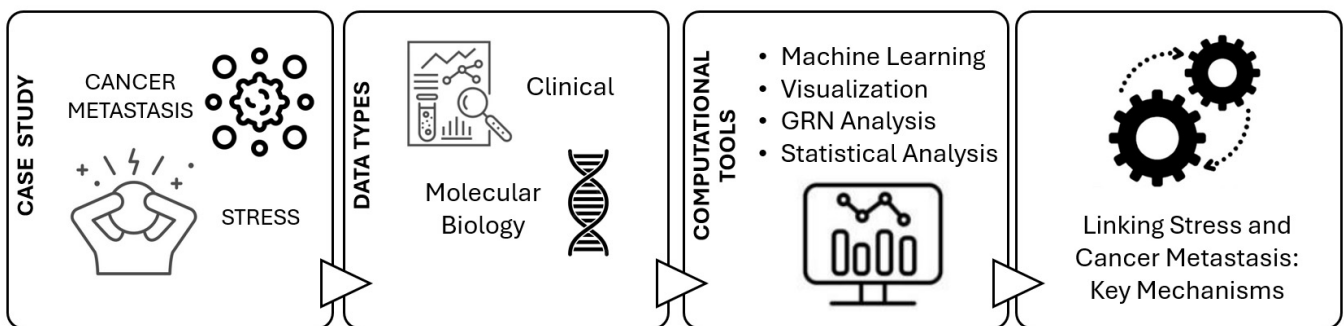 CASE STUDY
CANCER
METASTASIS
STRESS
DATA TYPES
Clinical
Molecular
Biology
COMPUTATIONAL
TOOLS
• Machine Learning
• Visualization
• GRN Analysis
• Statistical Analysis
Linking Stress and
Cancer Metastasis:
Key Mechanisms